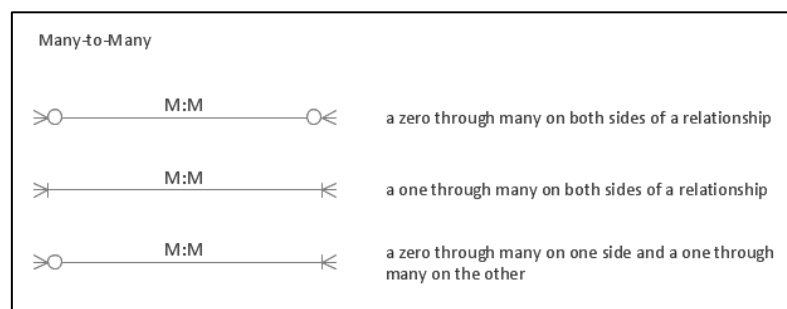 Many-to-Many
M:M
a zero through many on both sides of a relationship
M:M
a one through many on both sides of a relationship
M:M
a zero through many on one side and a one through
many on the other